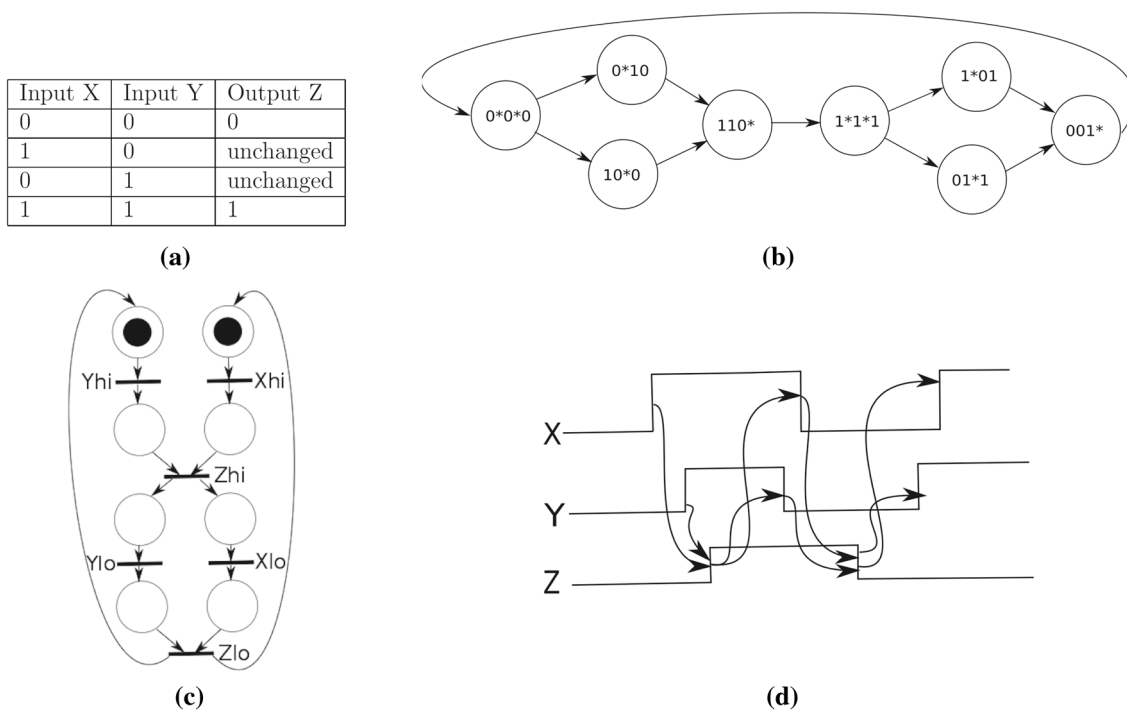 Input X Input Y Output Z
0 0 0
1 0 unchanged
0 1 unchanged
1 1 1
(a)
0*10
1*01
0*0*0
110*
1*1*1
001*
10*0
01*1
(b)
Yhi
Xhi
Zhi
Ylo
Xlo
Zlo
(c)
X
Y
Z
(d)